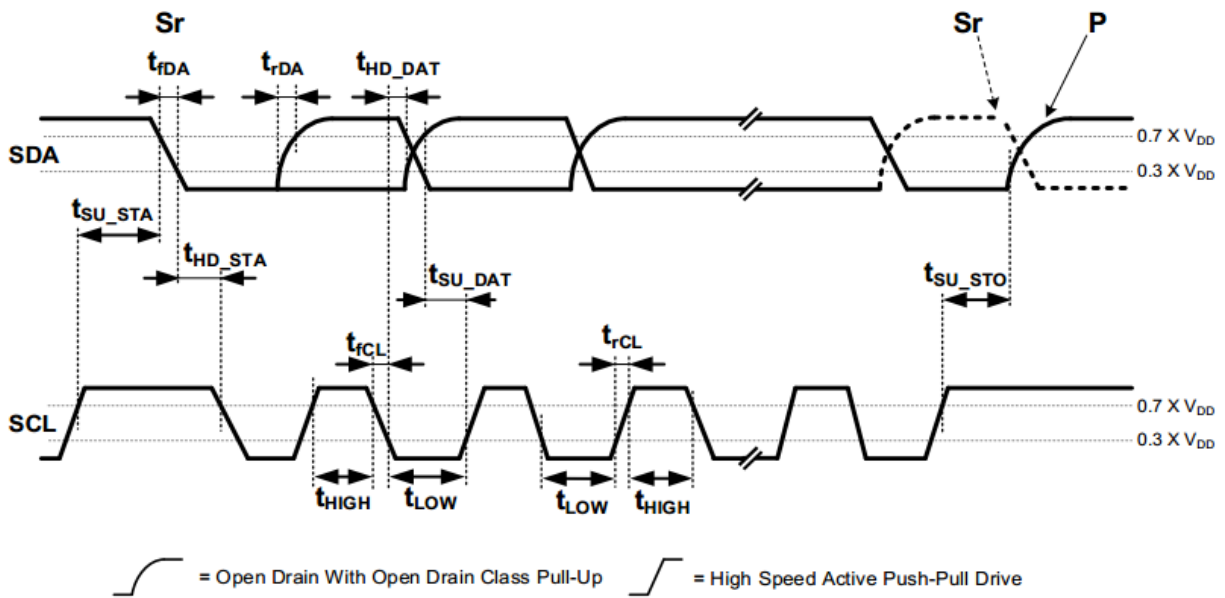 Sr Sr P
tfDA trDA tHD_DAT
0.7 X VDD
SDA
0.3 X VDD
tSU_STA
tHD_STA
tSU_DAT tSU_STO
tfCL trCL
0.7 X VDD
SCL
0.3 X VDD
tHIGH tLOW tLOW tHIGH
= Open Drain With Open Drain Class Pull-Up = High Speed Active Push-Pull Drive